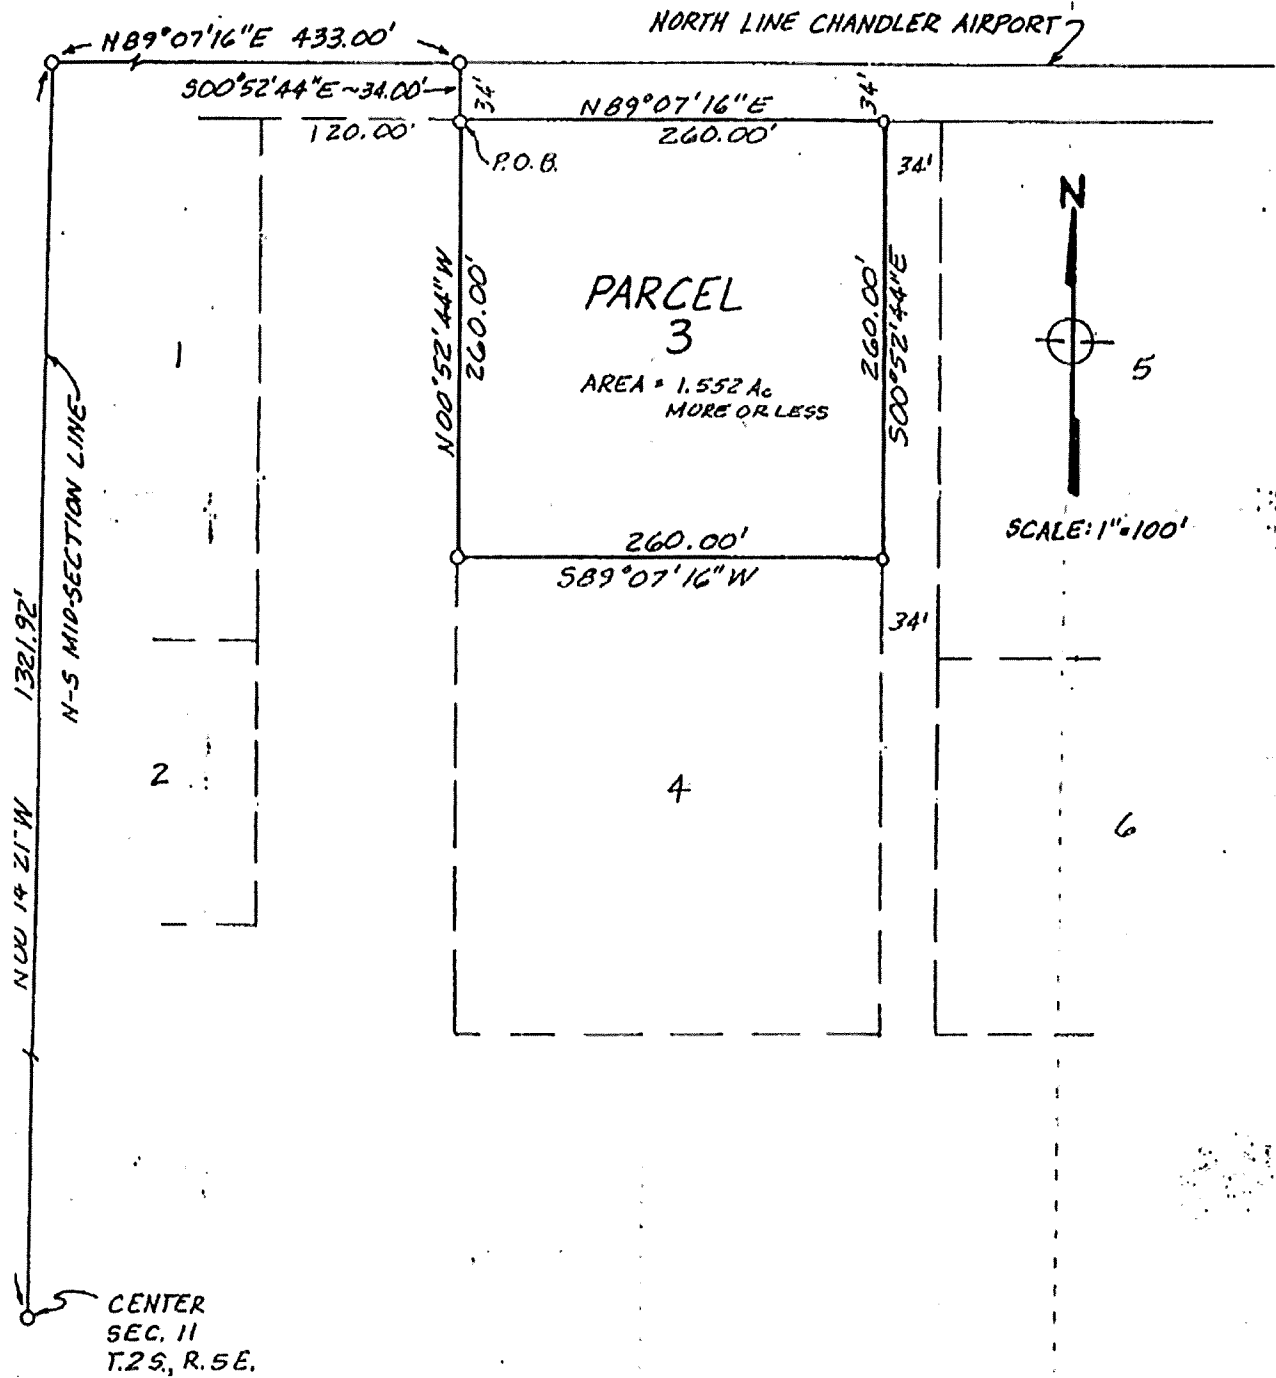 NORTH LINE CHANDLER AIRPORT
N89°07'16"E 433.00'
S00°52'44"E~34.00'
34'
34'
N89°07'16"E
120.00'
260.00'
P.O.B.
34'
N
N00°52'44"W
260.00'
PARCEL
3
260.00'
S00°52'44"E
1
5
AREA = 1.552 Ac
MORE OR LESS
N-S MID-SECTION LINE
SCALE: 1"=100'
260.00'
S89°07'16"W
1321.92'
34'
2
4
6
N00 14 21"W
CENTER
SEC. 11
T.2S., R.5E.